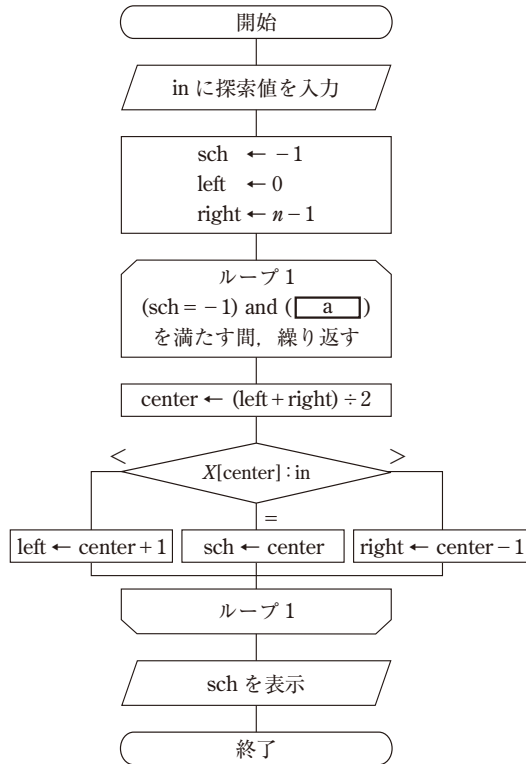 開始
in に探索値を入力
sch ← −1
left ← 0
right ← n−1
ループ 1
(sch = −1) and ( a )
を満たす間，繰り返す
center ← (left + right) ÷ 2
<
X[center] : in
>
=
left ← center + 1
sch ← center
right ← center − 1
ループ 1
sch を表示
終了